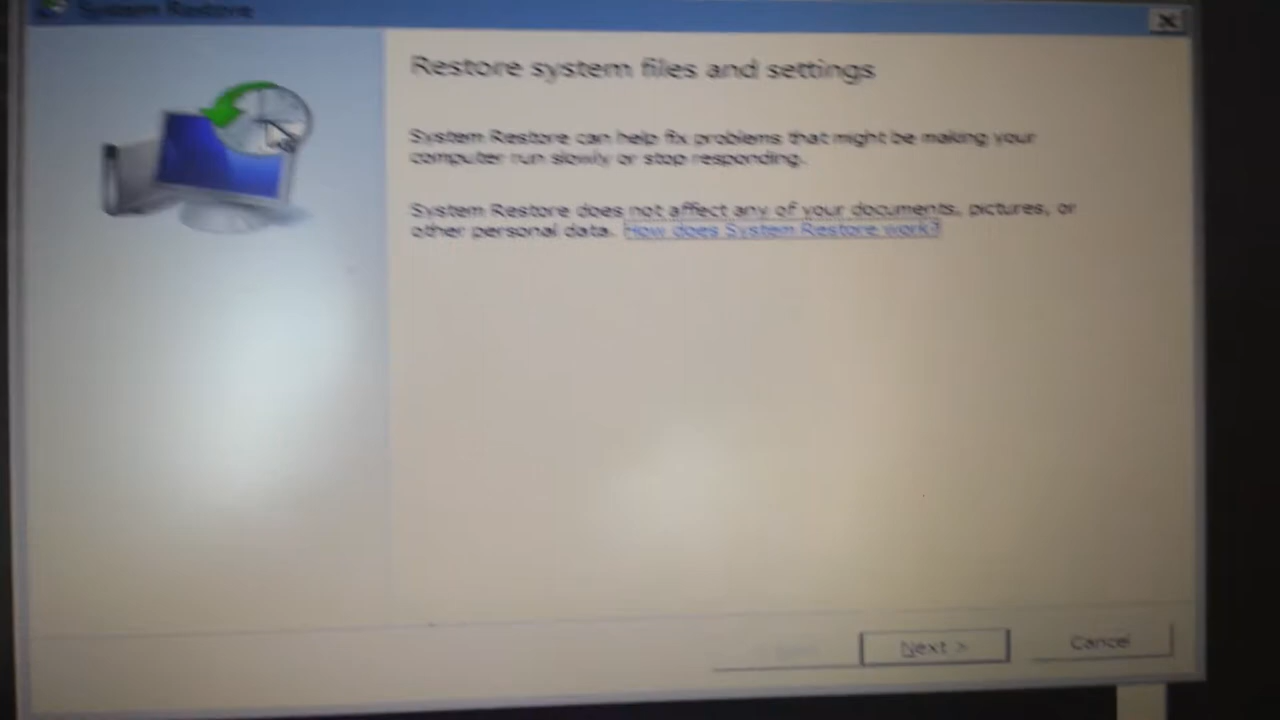 System Restore
Restore system files and settings
System Restore can help fix problems that might be making your
computer run slowly or stop responding.
System Restore does not affect any of your documents, pictures, or
other personal data. How does System Restore work?
Next >
Cancel